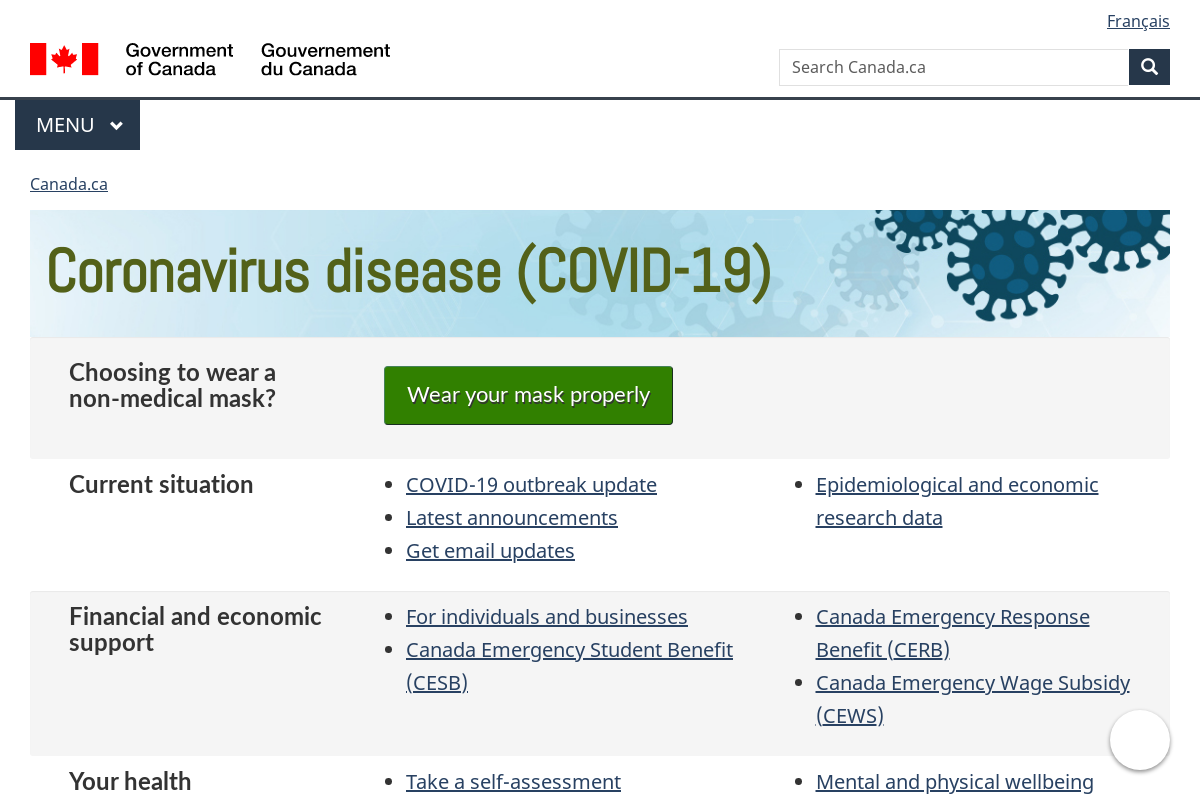 Français
Government
of Canada
Gouvernement
du Canada
Search Canada.ca
MENU
Canada.ca
Coronavirus disease (COVID-19)
Choosing to wear a
non-medical mask?
Wear your mask properly
Current situation
COVID-19 outbreak update
Latest announcements
Get email updates
Epidemiological and economic
research data
Financial and economic
support
For individuals and businesses
Canada Emergency Student Benefit
(CESB)
Canada Emergency Response
Benefit (CERB)
Canada Emergency Wage Subsidy
(CEWS)
Your health
Take a self-assessment
Mental and physical wellbeing